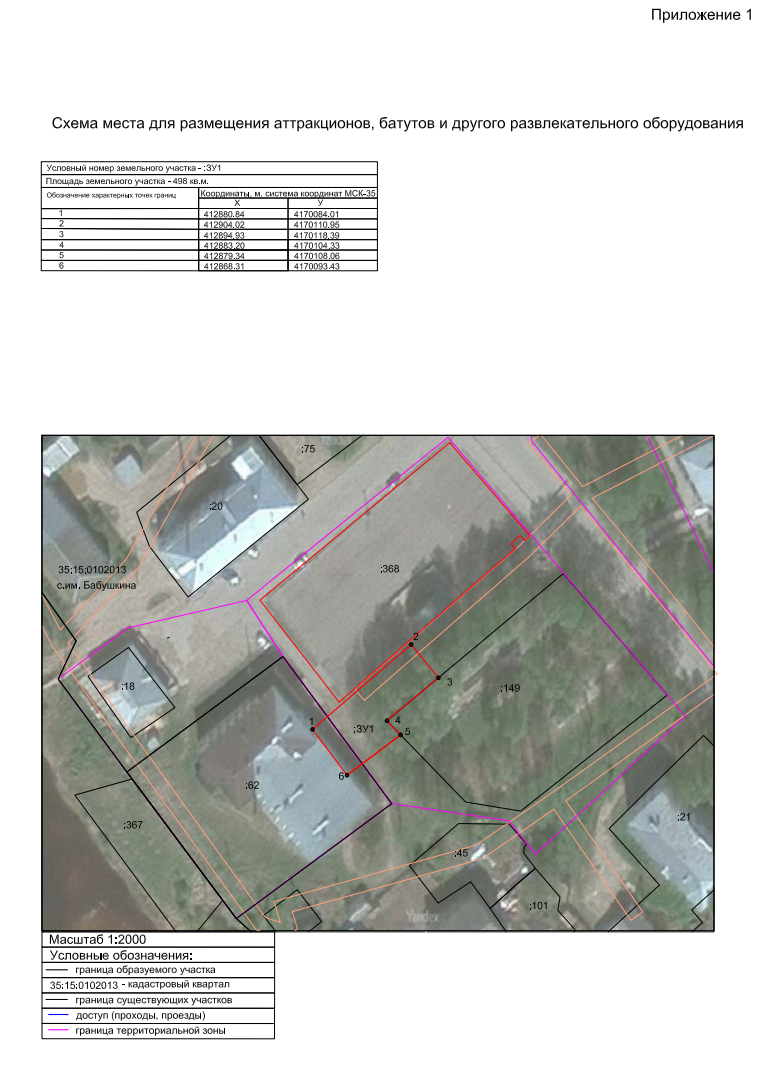 Приложение 1
Схема места для размещения аттракционов, батутов и другого развлекательного оборудования
Условный номер земельного участка - :ЗУ1
Площадь земельного участка - 498 кв.м.
Обозначение характерных точек границ
Координаты, м, система координат МСК-35
X У
1 412880.84 4170084.01
2 412904.02 4170110.95
3 412894.93 4170118.39
4 412883.20 4170104.33
5 412879.34 4170108.06
6 412868.31 4170093.43
:75
:20
35:15:0102013
с.им. Бабушкина
:368
2
:18
3
:149
4
1
:ЗУ1
5
6
:62
:367
:21
:45
:101
Yandex
Масштаб 1:2000
Условные обозначения:
граница образуемого участка
35:15:0102013 - кадастровый квартал
граница существующих участков
доступ (проходы, проезды)
граница территориальной зоны